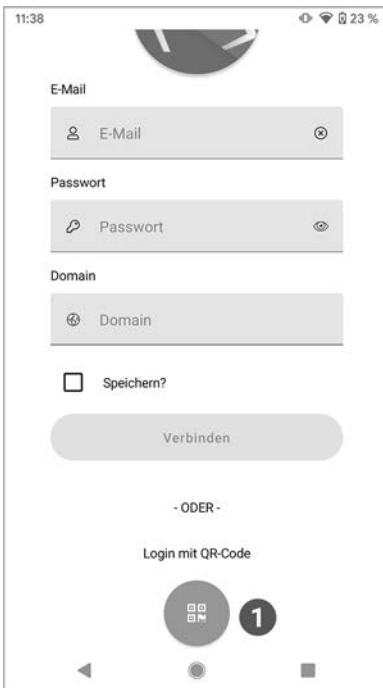 11:38
23 %
E-Mail
E-Mail
Passwort
Passwort
Domain
Domain
Speichern?
Verbinden
- ODER -
Login mit QR-Code
1